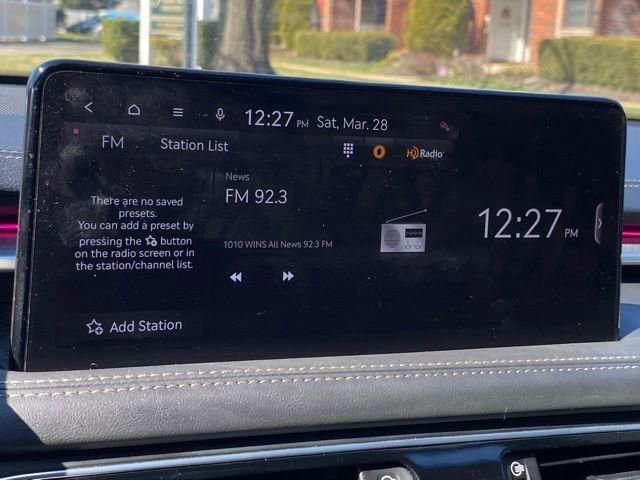 12:27 PM Sat, Mar. 28
FM Station List HD Radio
News
FM 92.3
There are no saved
presets.
You can add a preset by
pressing the button
on the radio screen or in
the station/channel list.
1010 WINS All News 92.3 FM
12:27 PM
Add Station